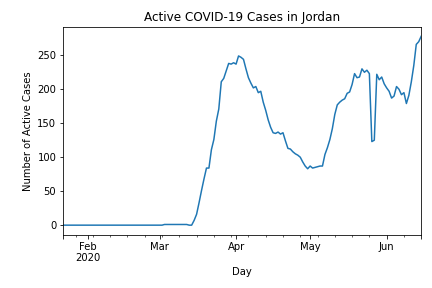 Active COVID-19 Cases in Jordan
Number of Active Cases
250
200
150
100
50
0
Feb
2020
Mar
Apr
May
Jun
Day